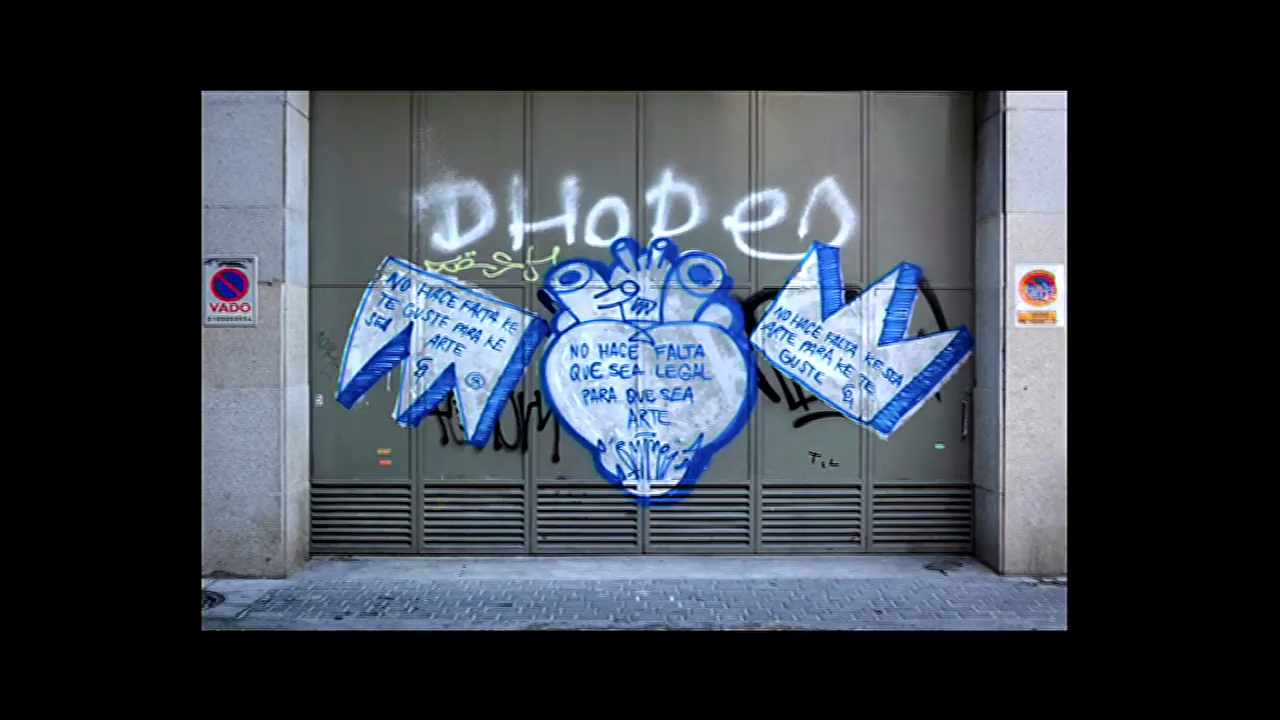 DHODES
VADO
NO HACE FALTA KE
TE GUSTE PARA KE
SEA ARTE
NO HACE FALTA
QUE SEA LEGAL
PARA QUE SEA
ARTE
NO HACE FALTA KE SEA
ARTE PARA KE TE
GUSTE